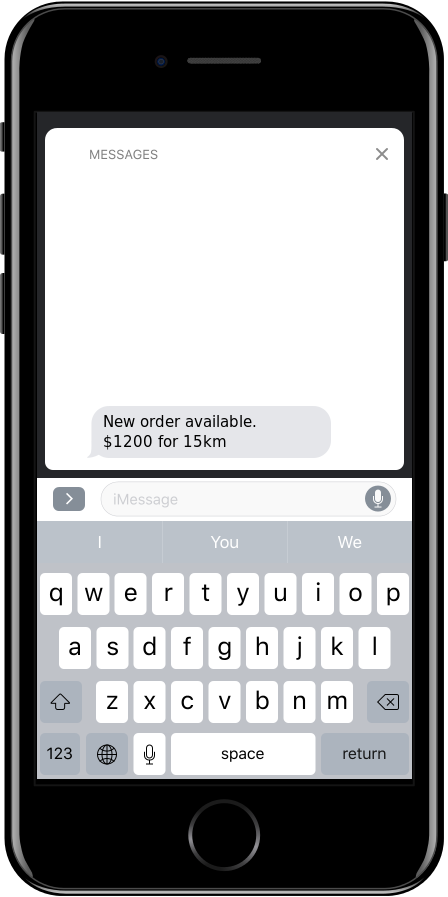 MESSAGES
New order available.
$1200 for 15km
iMessage
I You We
q w e r t y u i o p
a s d f g h j k l
z x c v b n m
123 space return